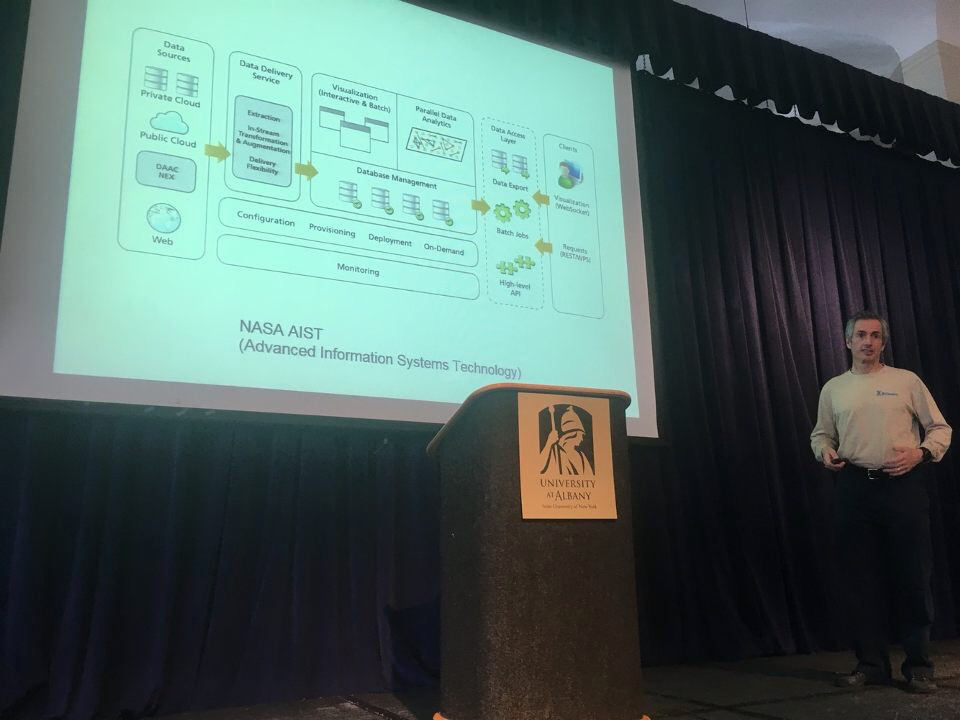 Data
Sources
Private Cloud
Public Cloud
DAAC
NEX
Web
Data Delivery
Service
Extraction
In-Stream
Transformation
& Augmentation
Delivery
Flexibility
Visualization
(Interactive & Batch)
Parallel Data
Analytics
Database Management
Configuration
Provisioning
Deployment
On-Demand
Monitoring
Data Access
Layer
Data Export
Batch Jobs
High-level
API
Clients
Visualization
(WebSocket)
Requests
(REST/WPS)
NASA AIST
(Advanced Information Systems Technology)
UNIVERSITY
AT ALBANY
State University of New York